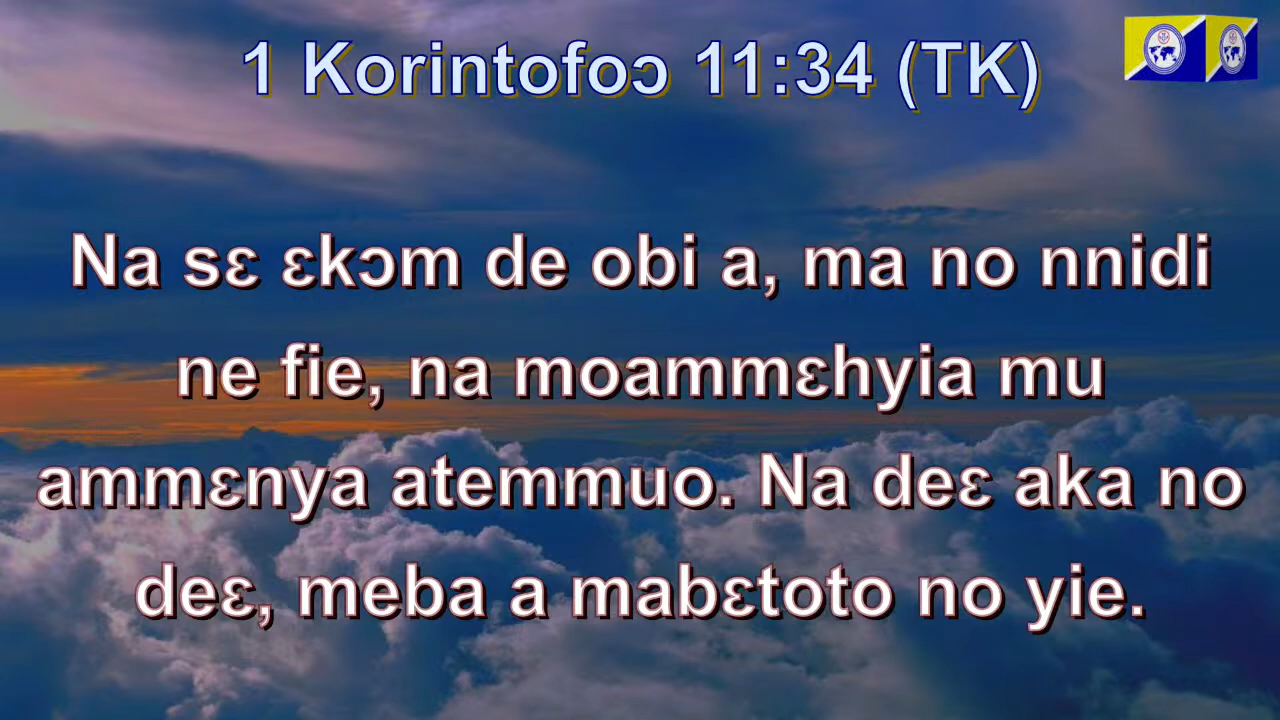 1 Korintofoɔ 11:34 (TK)
Na sɛ ɛkɔm de obi a, ma no nnidi
ne fie, na moammɛhyia mu
ammɛnya atemmuo. Na deɛ aka no
deɛ, meba a mabɛtoto no yie.